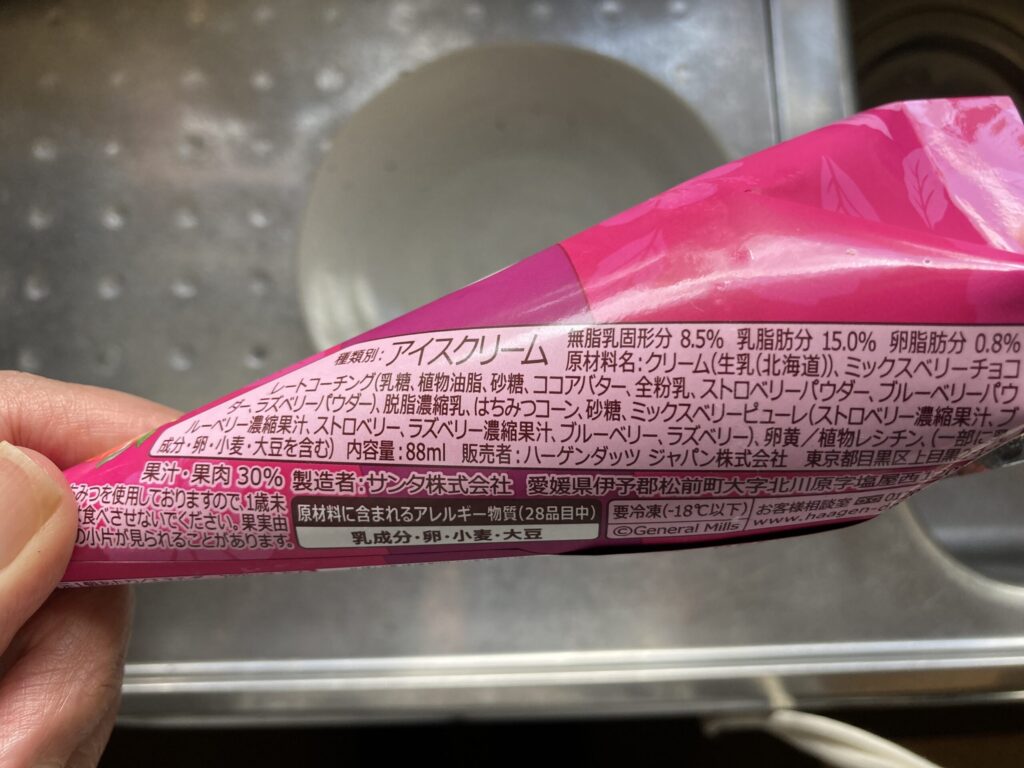 種類別:アイスクリーム 無脂乳固形分 8.5% 乳脂肪分 15.0% 卵脂肪分 0.8%
原材料名:クリーム(生乳(北海道))、ミックスベリーチョコ
レートコーチング(乳糖、植物油脂、砂糖、ココアバター、全粉乳、ストロベリーパウダー、ブルーベリーパウ
ダー、ラズベリーパウダー)、脱脂濃縮乳、はちみつコーン、砂糖、ミックスベリーピューレ(ストロベリー濃縮果汁、ブ
ルーベリー濃縮果汁、ストロベリー、ラズベリー濃縮果汁、ブルーベリー、ラズベリー)、卵黄/植物レシチン、(一部に
成分・卵・小麦・大豆を含む) 内容量:88ml 販売者:ハーゲンダッツ ジャパン株式会社 東京都目黒区上目黒
果汁・果肉 30% 製造者:サンタ株式会社 愛媛県伊予郡松前町大字北川原字塩屋西
みつを使用しておりますので、1歳未
食べさせないでください。果実由
の小片が見られることがあります。
原材料に含まれるアレルギー物質(28品目中)
乳成分・卵・小麦・大豆
要冷凍(-18℃以下)
©General Mills
お客様相談室
www.haagen-